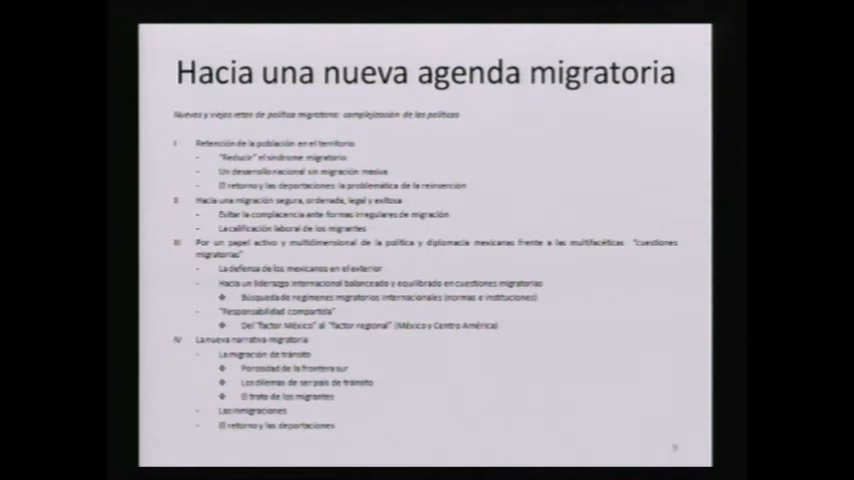 Hacia una nueva agenda migratoria
Nuevos y viejos retos de política migratoria: complejización de las políticas
I Retención de la población en el territorio
- "Reducir" el síndrome migratorio
- Un desarrollo nacional sin migración masiva
- El retorno y las deportaciones: la problemática de la reinserción
II Hacia una migración segura, ordenada, legal y exitosa
- Evitar la complacencia ante formas irregulares de migración
- La calificación laboral de los migrantes
III Por un papel activo y multidimensional de la política y diplomacia mexicanas frente a las multifacéticas "cuestiones
migratorias"
- La defensa de los mexicanos en el exterior
- Hacia un liderazgo internacional balanceado y equilibrado en cuestiones migratorias
❖ Búsqueda de regímenes migratorios internacionales (normas e instituciones)
- "Responsabilidad compartida"
❖ Del "factor México" al "factor regional" (México y Centro América)
IV La nueva narrativa migratoria
- La migración de tránsito
❖ Porosidad de la frontera sur
❖ Los dilemas de ser país de tránsito
❖ El trato de los migrantes
- Las inmigraciones
- El retorno y las deportaciones
9